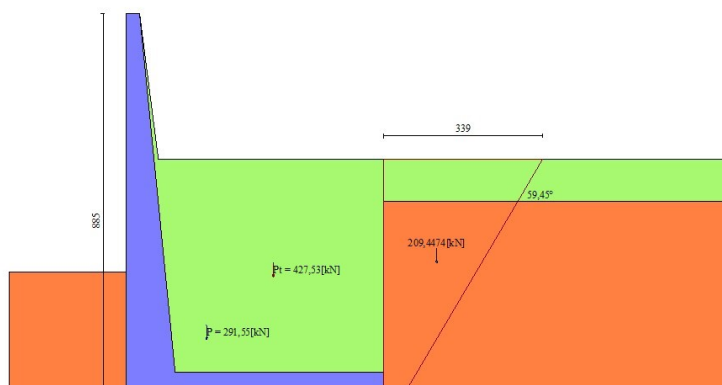 339
885
59,45°
209,4474[kN]
Pt = 427,53[kN]
P = 291,55[kN]